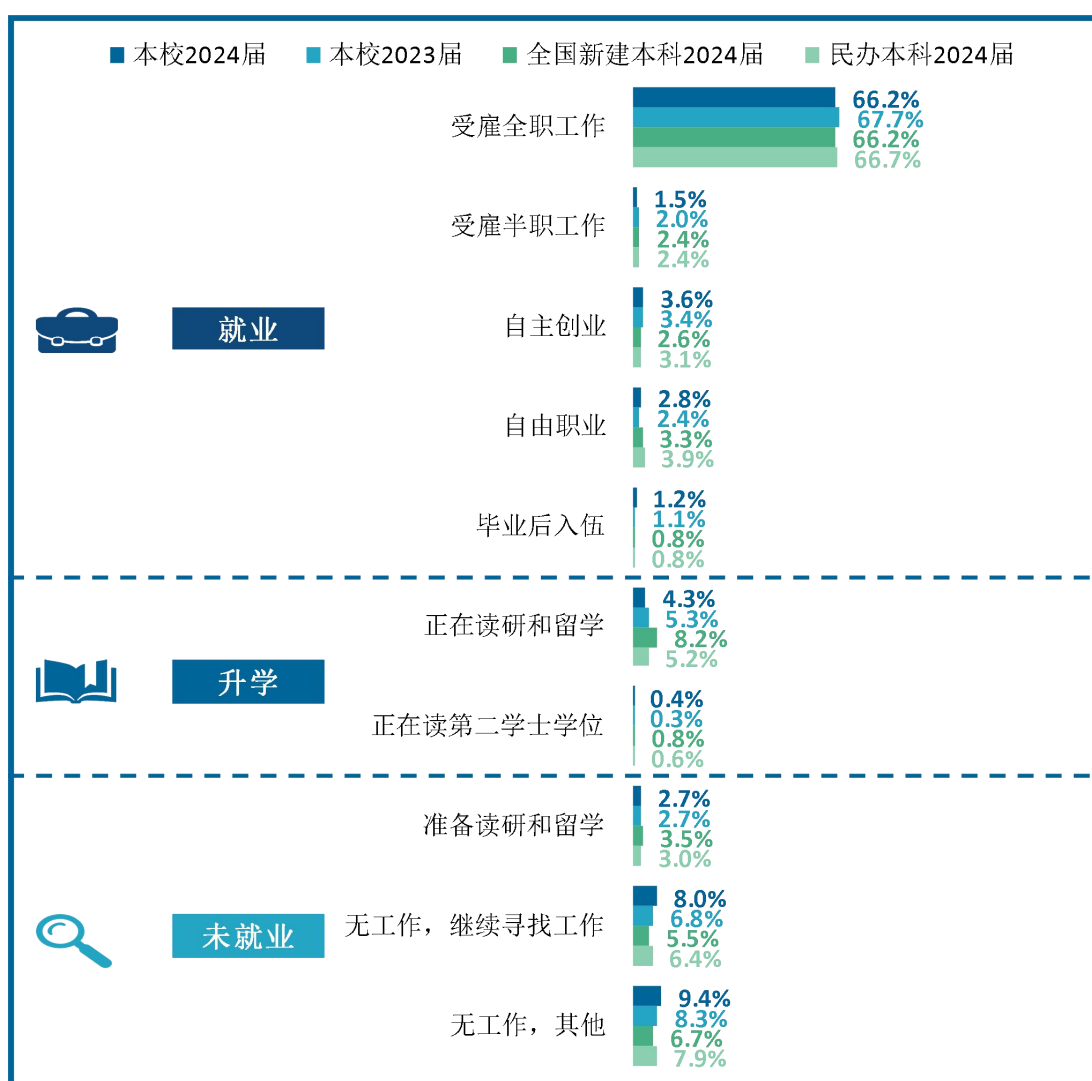 本校2024届 本校2023届 全国新建本科2024届 民办本科2024届
受雇全职工作
66.2%
67.7%
66.2%
66.7%
受雇半职工作
1.5%
2.0%
2.4%
2.4%
就业
自主创业
3.6%
3.4%
2.6%
3.1%
自由职业
2.8%
2.4%
3.3%
3.9%
毕业后入伍
1.2%
1.1%
0.8%
0.8%
升学
正在读研和留学
4.3%
5.3%
8.2%
5.2%
正在读第二学士学位
0.4%
0.3%
0.8%
0.6%
未就业
准备读研和留学
2.7%
2.7%
3.5%
3.0%
无工作，继续寻找工作
8.0%
6.8%
5.5%
6.4%
无工作，其他
9.4%
8.3%
6.7%
7.9%